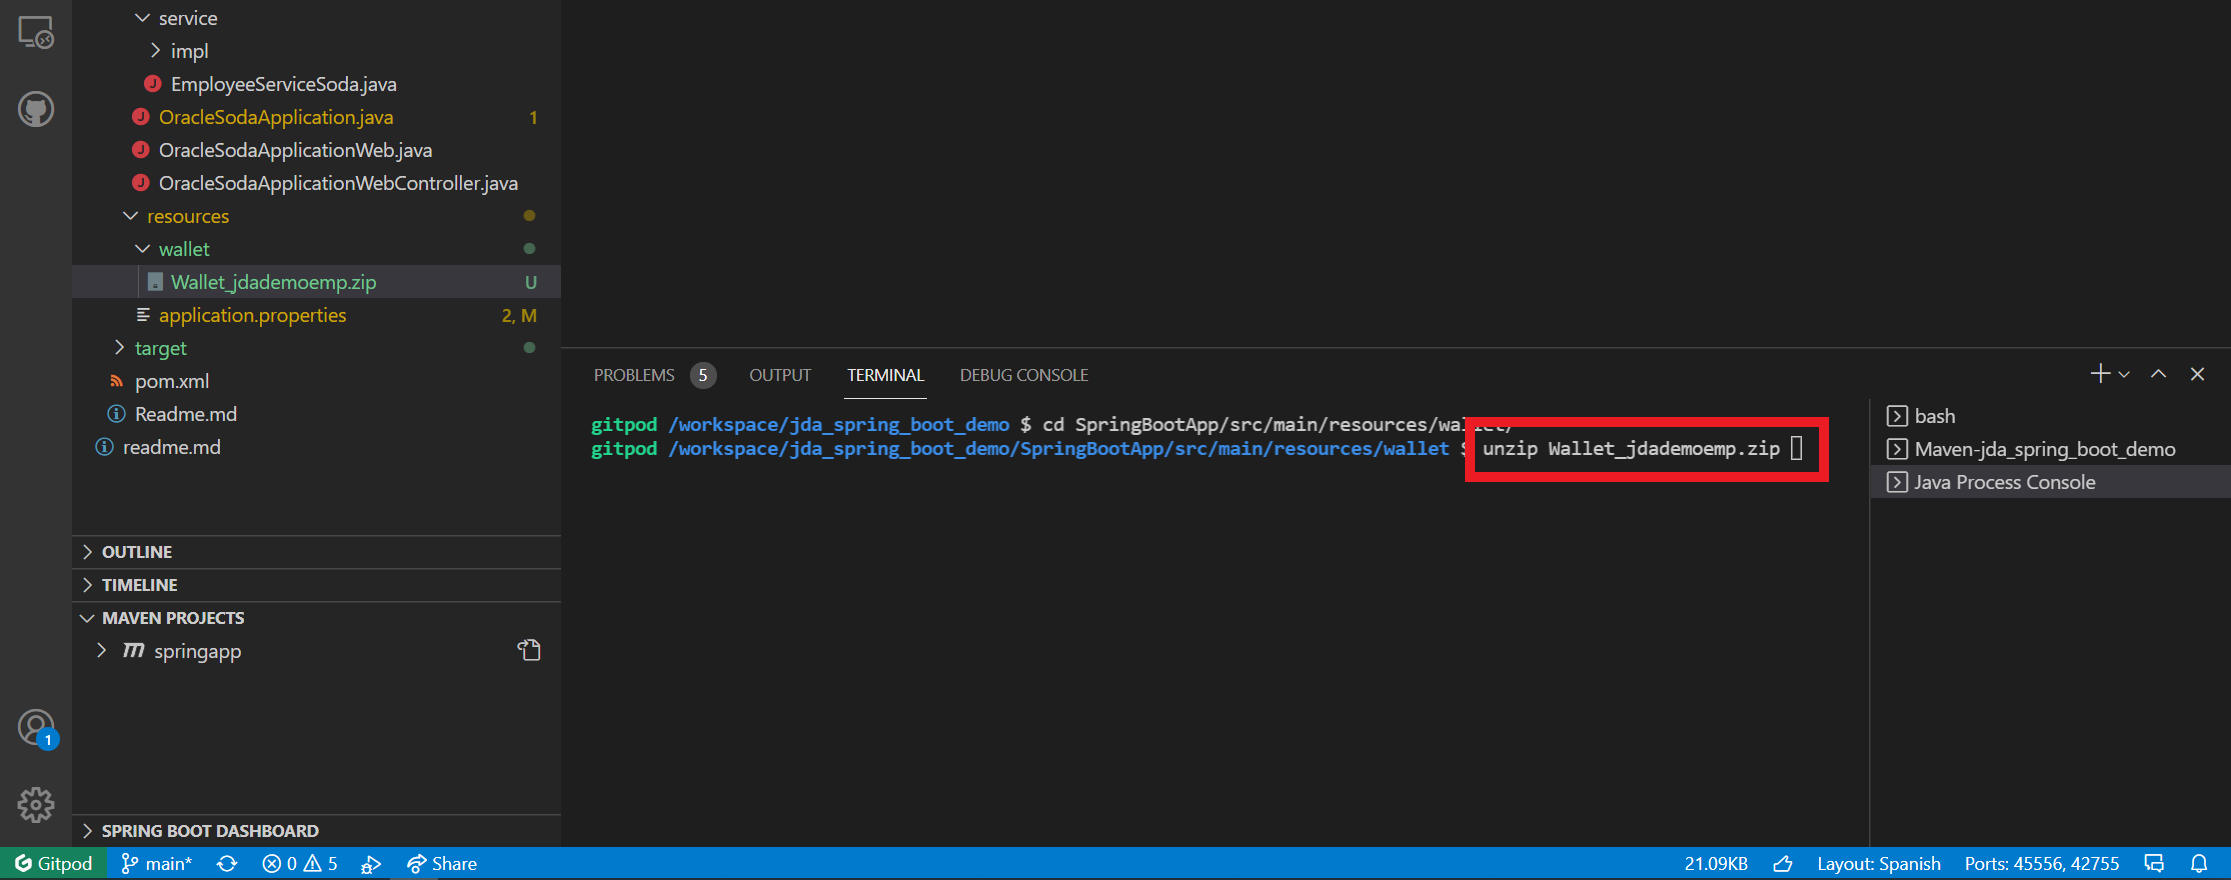 service
impl
EmployeeServiceSoda.java
OracleSodaApplication.java 1
OracleSodaApplicationWeb.java
OracleSodaApplicationWebController.java
resources
wallet
Wallet_jdademoemp.zip U
application.properties 2, M
target
pom.xml
Readme.md
readme.md
OUTLINE
TIMELINE
MAVEN PROJECTS
springapp
SPRING BOOT DASHBOARD
1
PROBLEMS 5 OUTPUT TERMINAL DEBUG CONSOLE
gitpod /workspace/jda_spring_boot_demo $ cd SpringBootApp/src/main/resources/wallet/
gitpod /workspace/jda_spring_boot_demo/SpringBootApp/src/main/resources/wallet $ unzip Wallet_jdademoemp.zip
bash
Maven-jda_spring_boot_demo
Java Process Console
Gitpod main* 0 5 Share 21.09KB Layout: Spanish Ports: 45556, 42755